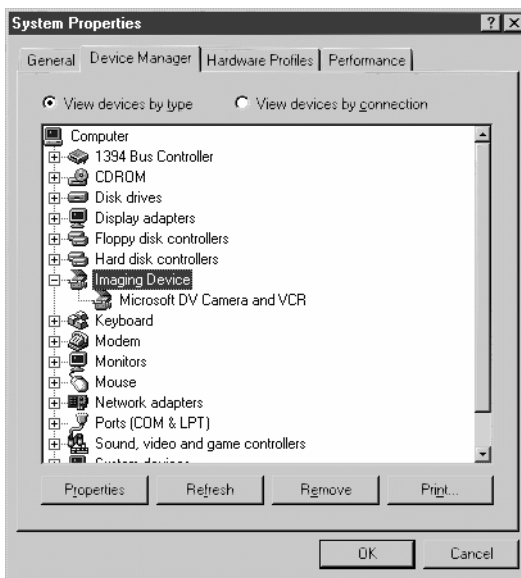 System Properties
General Device Manager Hardware Profiles Performance
View devices by type View devices by connection
Computer
1394 Bus Controller
CDROM
Disk drives
Display adapters
Floppy disk controllers
Hard disk controllers
Imaging Device
Microsoft DV Camera and VCR
Keyboard
Modem
Monitors
Mouse
Network adapters
Ports (COM & LPT)
Sound, video and game controllers
System devices
Properties Refresh Remove Print...
OK Cancel